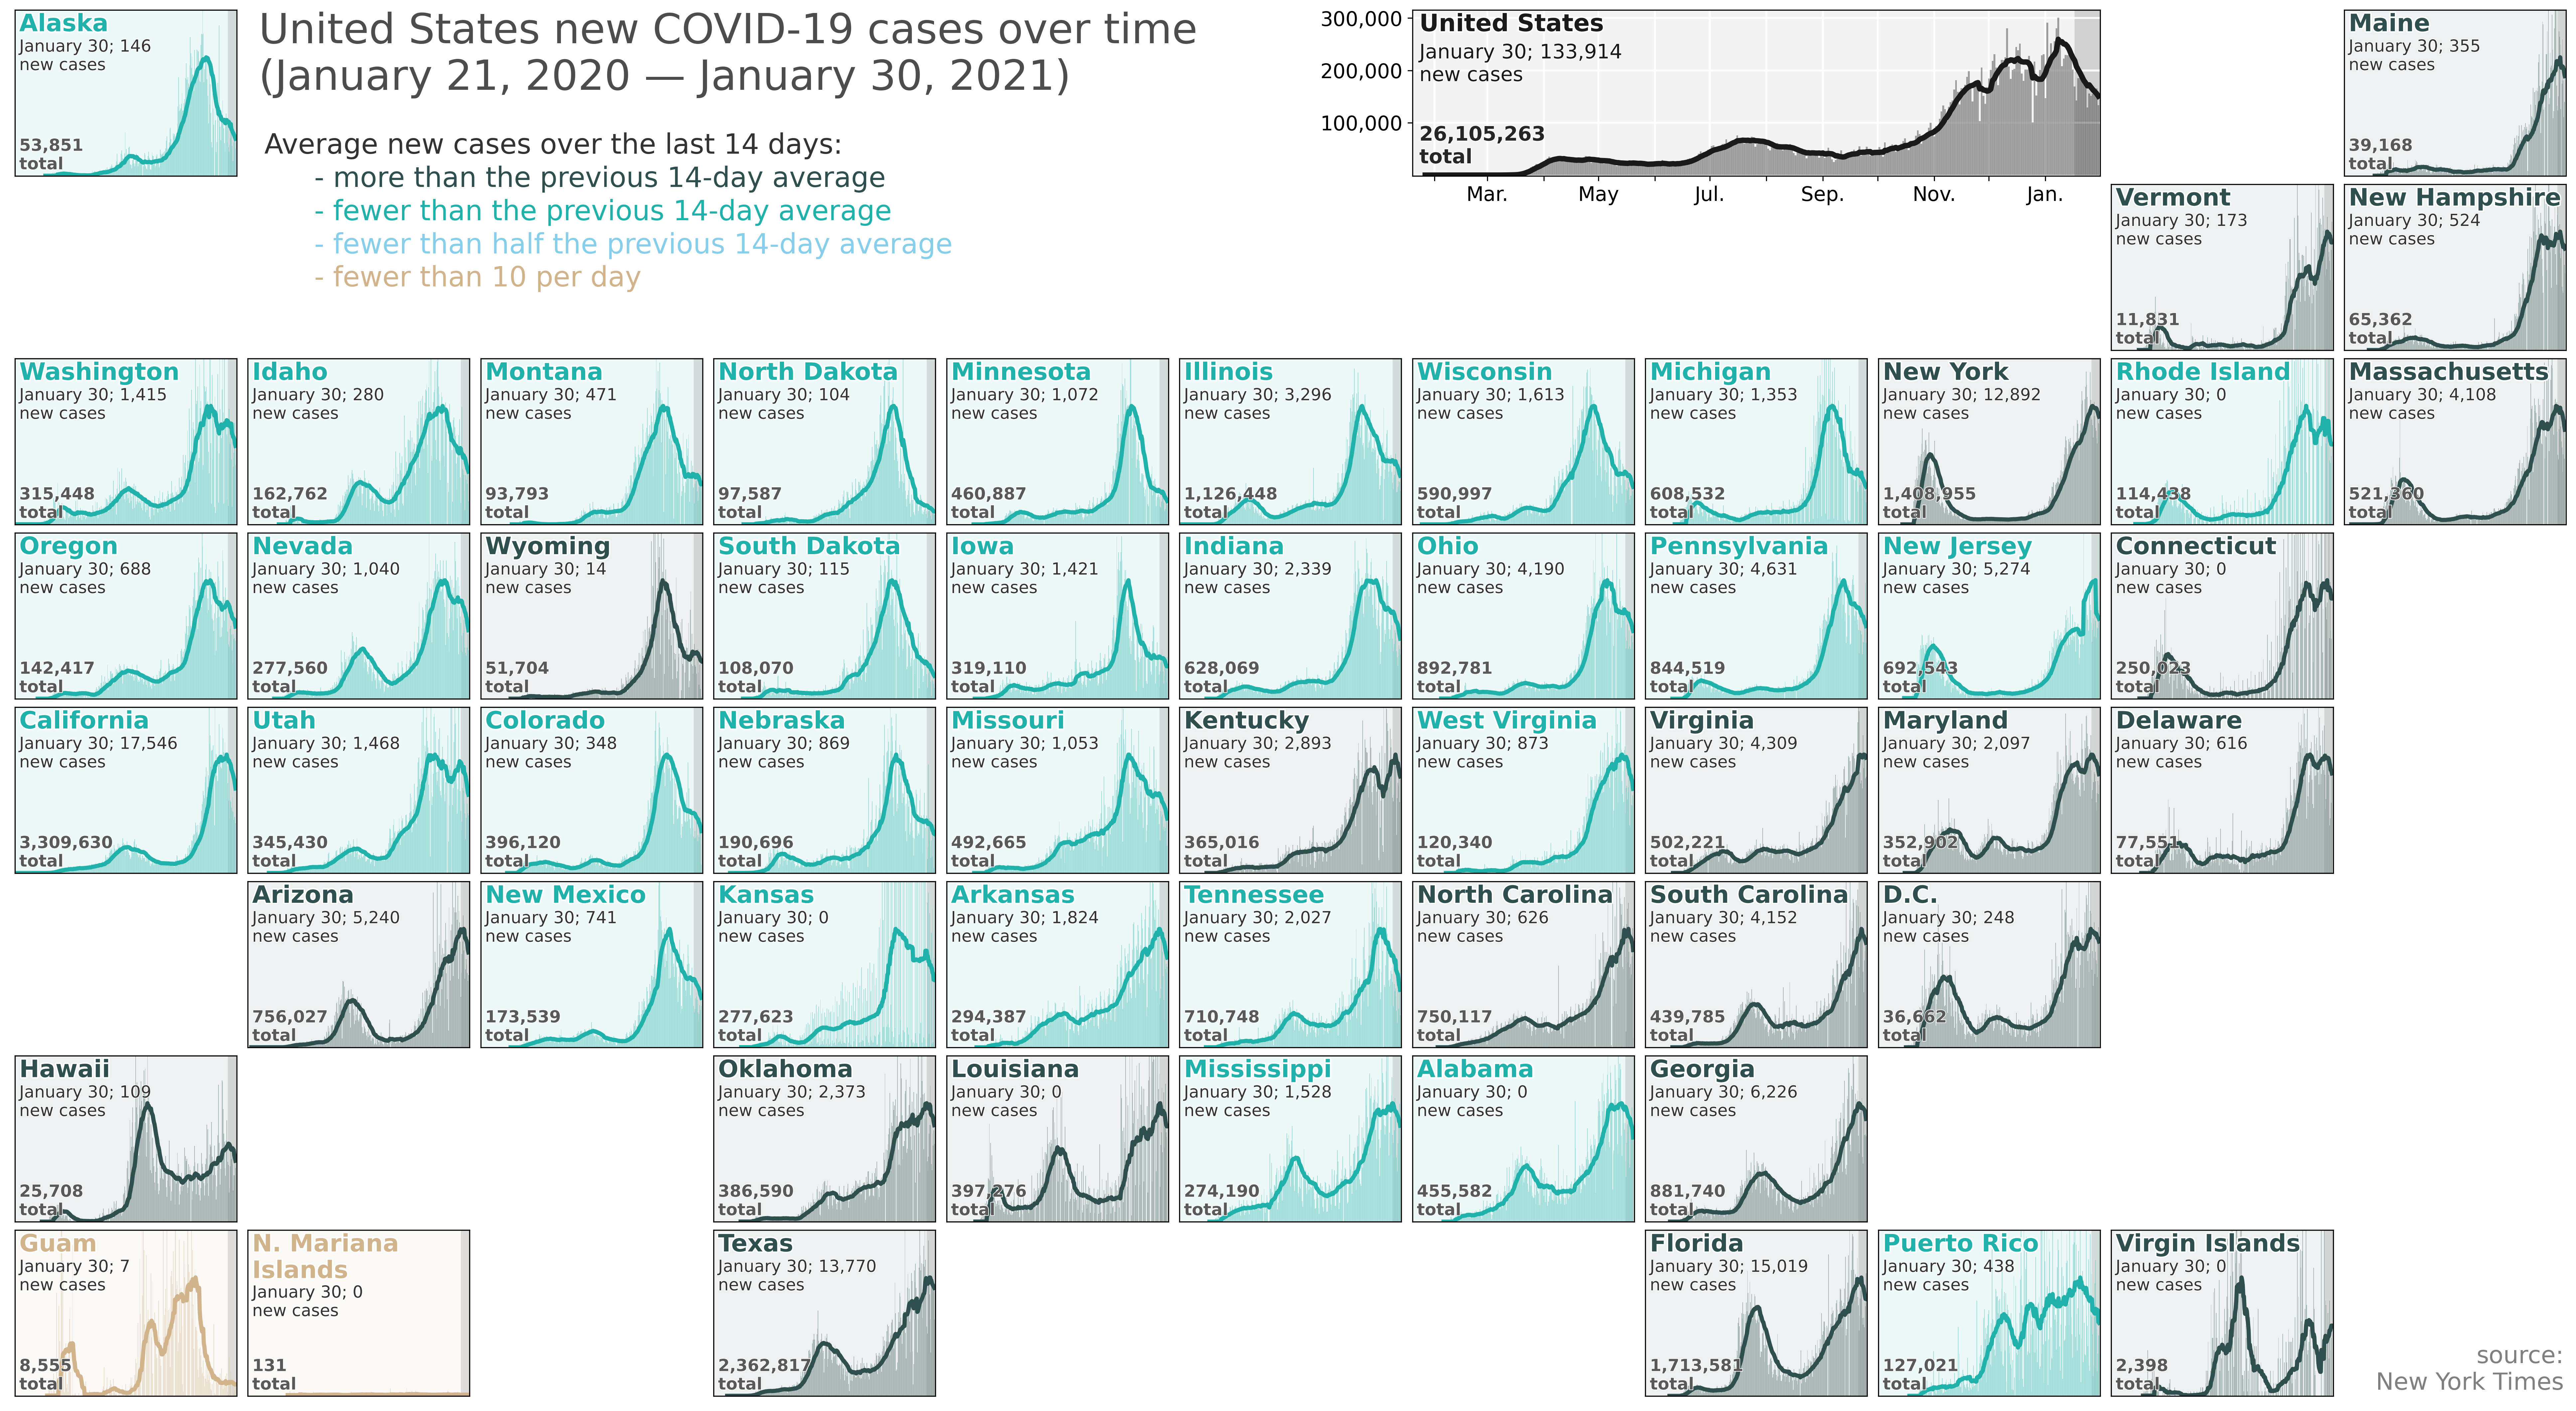 Alaska
January 30; 146
new cases
53,851
total
United States new COVID-19 cases over time
(January 21, 2020 — January 30, 2021)
Average new cases over the last 14 days:
- more than the previous 14-day average
- fewer than the previous 14-day average
- fewer than half the previous 14-day average
- fewer than 10 per day
300,000
200,000
100,000
United States
January 30; 133,914
new cases
26,105,263
total
Mar.
May
Jul.
Sep.
Nov.
Jan.
Maine
January 30; 355
new cases
39,168
total
Vermont
January 30; 173
new cases
11,831
total
New Hampshire
January 30; 524
new cases
65,362
total
Washington
January 30; 1,415
new cases
315,448
total
Idaho
January 30; 280
new cases
162,762
total
Montana
January 30; 471
new cases
93,793
total
North Dakota
January 30; 104
new cases
97,587
total
Minnesota
January 30; 1,072
new cases
460,887
total
Illinois
January 30; 3,296
new cases
1,126,448
total
Wisconsin
January 30; 1,613
new cases
590,997
total
Michigan
January 30; 1,353
new cases
608,532
total
New York
January 30; 12,892
new cases
1,408,955
total
Rhode Island
January 30; 0
new cases
114,438
total
Massachusetts
January 30; 4,108
new cases
521,360
total
Oregon
January 30; 688
new cases
142,417
total
Nevada
January 30; 1,040
new cases
277,560
total
Wyoming
January 30; 14
new cases
51,704
total
South Dakota
January 30; 115
new cases
108,070
total
Iowa
January 30; 1,421
new cases
319,110
total
Indiana
January 30; 2,339
new cases
628,069
total
Ohio
January 30; 4,190
new cases
892,781
total
Pennsylvania
January 30; 4,631
new cases
844,519
total
New Jersey
January 30; 5,274
new cases
692,543
total
Connecticut
January 30; 0
new cases
250,023
total
California
January 30; 17,546
new cases
3,309,630
total
Utah
January 30; 1,468
new cases
345,430
total
Colorado
January 30; 348
new cases
396,120
total
Nebraska
January 30; 869
new cases
190,696
total
Missouri
January 30; 1,053
new cases
492,665
total
Kentucky
January 30; 2,893
new cases
365,016
total
West Virginia
January 30; 873
new cases
120,340
total
Virginia
January 30; 4,309
new cases
502,221
total
Maryland
January 30; 2,097
new cases
352,902
total
Delaware
January 30; 616
new cases
77,551
total
Arizona
January 30; 5,240
new cases
756,027
total
New Mexico
January 30; 741
new cases
173,539
total
Kansas
January 30; 0
new cases
277,623
total
Arkansas
January 30; 1,824
new cases
294,387
total
Tennessee
January 30; 2,027
new cases
710,748
total
North Carolina
January 30; 626
new cases
750,117
total
South Carolina
January 30; 4,152
new cases
439,785
total
D.C.
January 30; 248
new cases
36,662
total
Hawaii
January 30; 109
new cases
25,708
total
Oklahoma
January 30; 2,373
new cases
386,590
total
Louisiana
January 30; 0
new cases
397,276
total
Mississippi
January 30; 1,528
new cases
274,190
total
Alabama
January 30; 0
new cases
455,582
total
Georgia
January 30; 6,226
new cases
881,740
total
Guam
January 30; 7
new cases
8,555
total
N. Mariana
Islands
January 30; 0
new cases
131
total
Texas
January 30; 13,770
new cases
2,362,817
total
Florida
January 30; 15,019
new cases
1,713,581
total
Puerto Rico
January 30; 438
new cases
127,021
total
Virgin Islands
January 30; 0
new cases
2,398
total
source:
New York Times